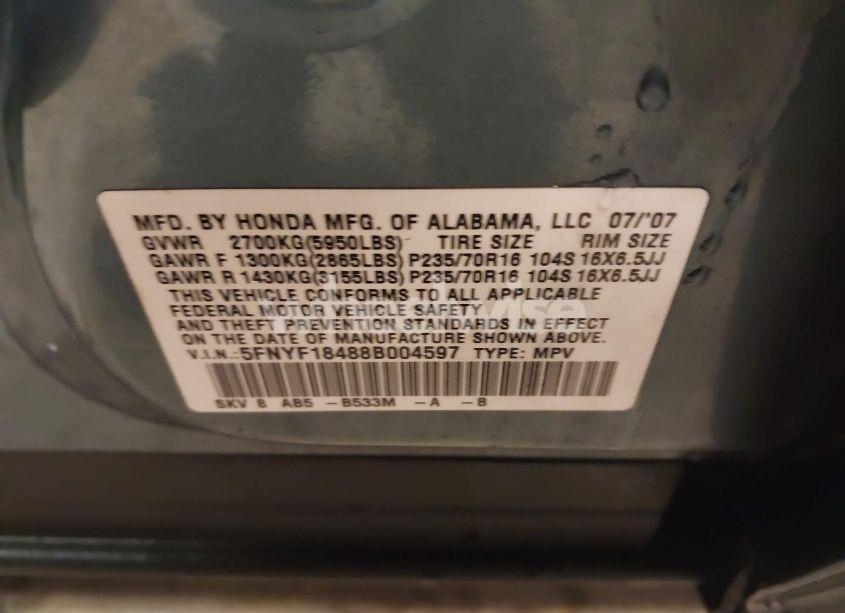 MFD. BY HONDA MFG. OF ALABAMA, LLC 07/'07
GVWR 2700KG(5950LBS) TIRE SIZE RIM SIZE
GAWR F 1300KG(2865LBS) P235/70R16 104S 16X6.5JJ
GAWR R 1430KG(3155LBS) P235/70R16 104S 16X6.5JJ
THIS VEHICLE CONFORMS TO ALL APPLICABLE
FEDERAL MOTOR VEHICLE SAFETY
AND THEFT PREVENTION STANDARDS IN EFFECT
ON THE DATE OF MANUFACTURE SHOWN ABOVE.
V.I.N.:5FNYF18488B004597 TYPE: MPV
SKV 8 AB5 -B533M -A -B